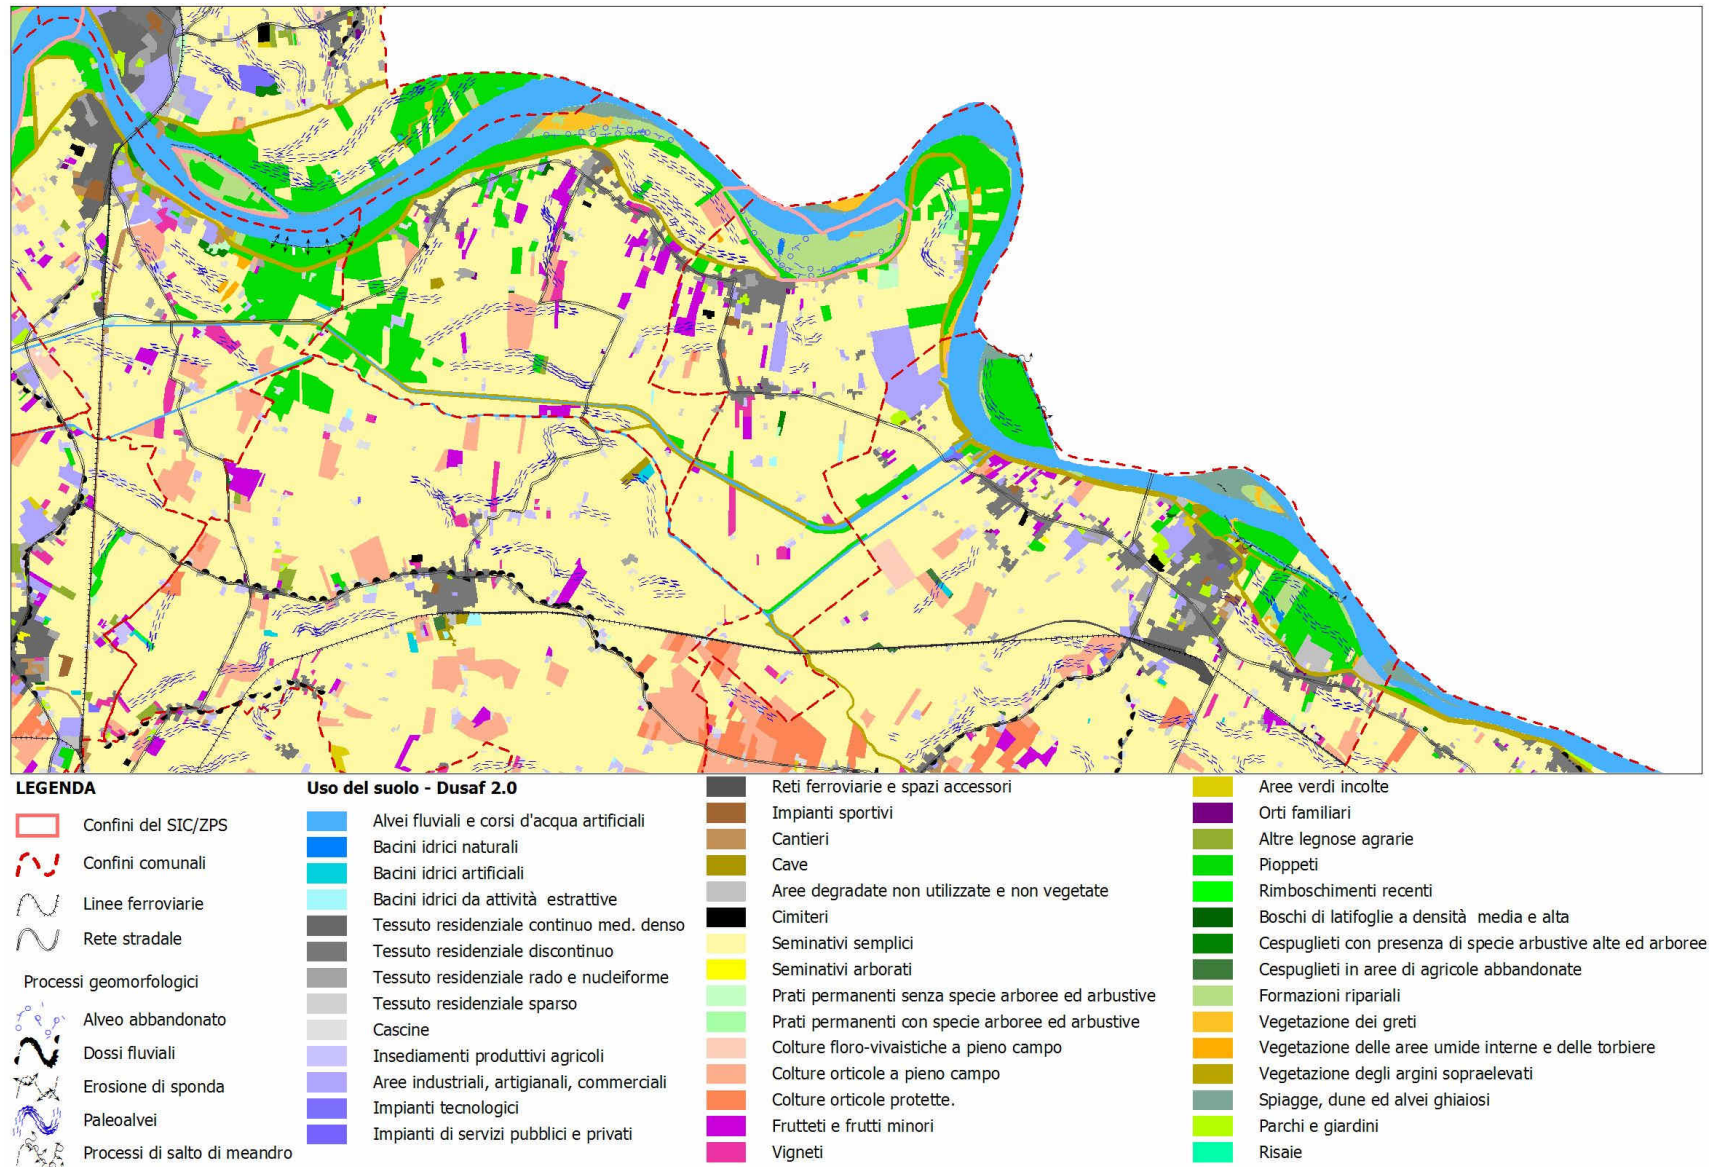 LEGENDA
Confini del SIC/ZPS
Confini comunali
Linee ferroviarie
Rete stradale
Processi geomorfologici
Alveo abbandonato
Dossi fluviali
Erosione di sponda
Paleoalvei
Processi di salto di meandro
Uso del suolo - Dusaf 2.0
Alvei fluviali e corsi d'acqua artificiali
Bacini idrici naturali
Bacini idrici artificiali
Bacini idrici da attività estrattive
Tessuto residenziale continuo med. denso
Tessuto residenziale discontinuo
Tessuto residenziale rado e nucleiforme
Tessuto residenziale sparso
Cascine
Insediamenti produttivi agricoli
Aree industriali, artigianali, commerciali
Impianti tecnologici
Impianti di servizi pubblici e privati
Reti ferroviarie e spazi accessori
Impianti sportivi
Cantieri
Cave
Aree degradate non utilizzate e non vegetate
Cimiteri
Seminativi semplici
Seminativi arborati
Prati permanenti senza specie arboree ed arbustive
Prati permanenti con specie arboree ed arbustive
Colture floro-vivaistiche a pieno campo
Colture orticole a pieno campo
Colture orticole protette.
Frutteti e frutti minori
Vigneti
Aree verdi incolte
Orti familiari
Altre legnose agrarie
Pioppeti
Rimboschimenti recenti
Boschi di latifoglie a densità media e alta
Cespuglieti con presenza di specie arbustive alte ed arboree
Cespuglieti in aree di agricole abbandonate
Formazioni ripariali
Vegetazione dei greti
Vegetazione delle aree umide interne e delle torbiere
Vegetazione degli argini sopraelevati
Spiagge, dune ed alvei ghiaiosi
Parchi e giardini
Risaie